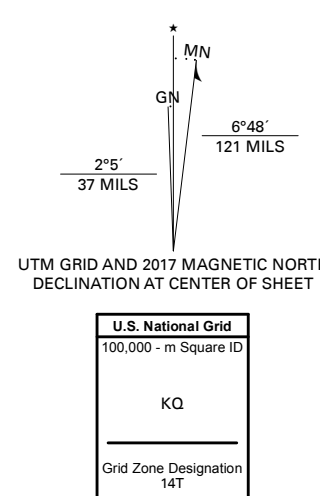 ★
MN
GN
6°48´
121 MILS
2°5´
37 MILS
UTM GRID AND 2017 MAGNETIC NORTH
DECLINATION AT CENTER OF SHEET
U.S. National Grid
100,000 - m Square ID
KQ
Grid Zone Designation
14T